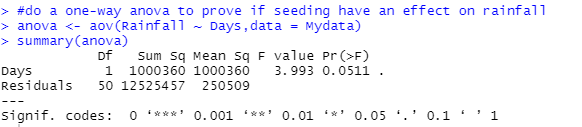 > #do a one-way anova to prove if seeding have an effect on rainfall
> anova <- aov(Rainfall ~ Days,data = Mydata)
> summary(anova)
            Df   Sum Sq Mean Sq F value Pr(>F)
Days         1  1000360 1000360   3.993 0.0511 .
Residuals   50 12525457  250509
---
Signif. codes:  0 ‘***’ 0.001 ‘**’ 0.01 ‘*’ 0.05 ‘.’ 0.1 ‘ ’ 1